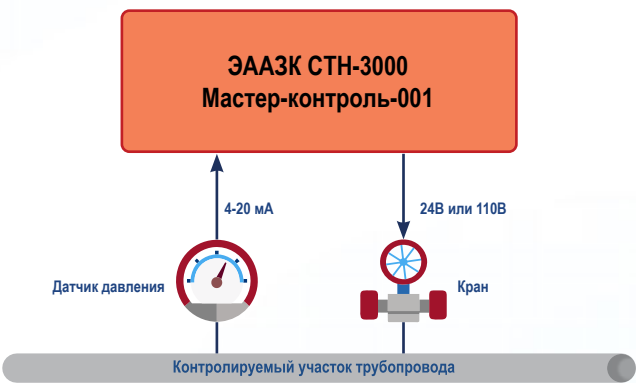 ЭААЗК СТН-3000
Мастер-контроль-001
4-20 мА
24В или 110В
Датчик давления
Кран
Контролируемый участок трубопровода